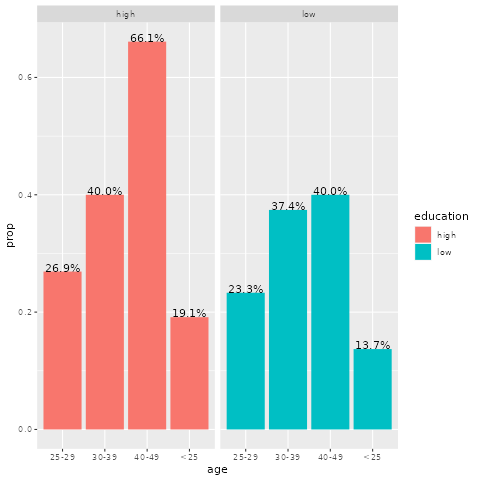 high low
66.1%
0.6
40.0% 40.0%
0.4
37.4%
prop
education
high
26.9%
low
23.3%
0.2
19.1%
13.7%
0.0
25-29 30-39 40-49 <25 25-29 30-39 40-49 <25
age